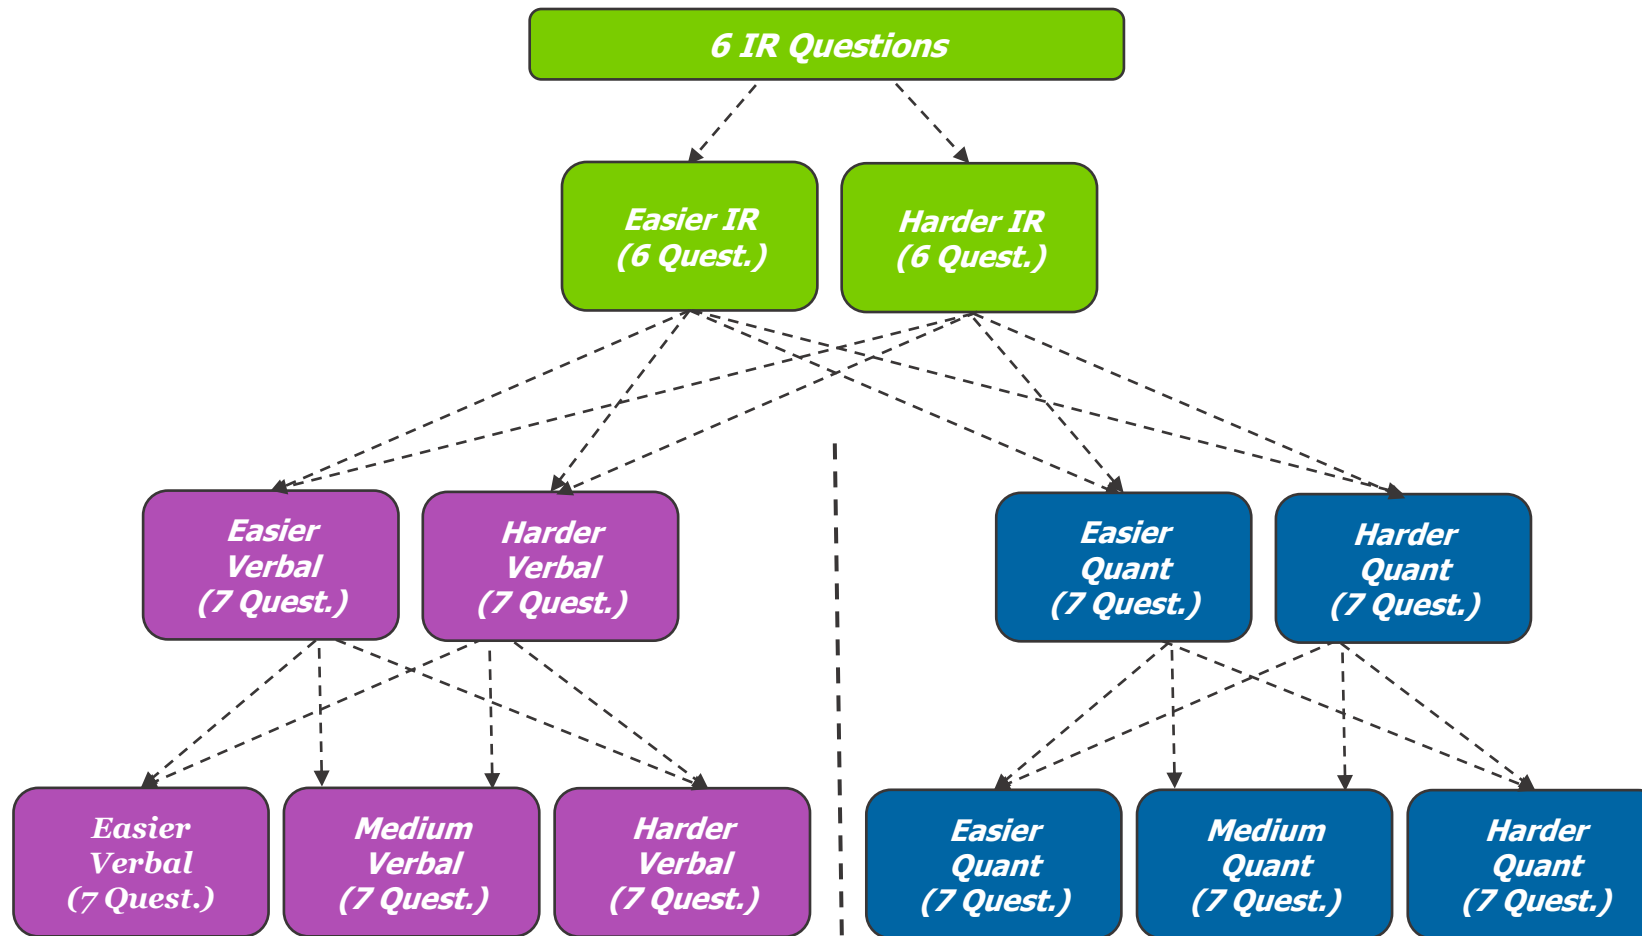 6 IR Questions
Easier IR
(6 Quest.)
Harder IR
(6 Quest.)
Easier
Verbal
(7 Quest.)
Harder
Verbal
(7 Quest.)
Easier
Quant
(7 Quest.)
Harder
Quant
(7 Quest.)
Easier
Verbal
(7 Quest.)
Medium
Verbal
(7 Quest.)
Harder
Verbal
(7 Quest.)
Easier
Quant
(7 Quest.)
Medium
Quant
(7 Quest.)
Harder
Quant
(7 Quest.)